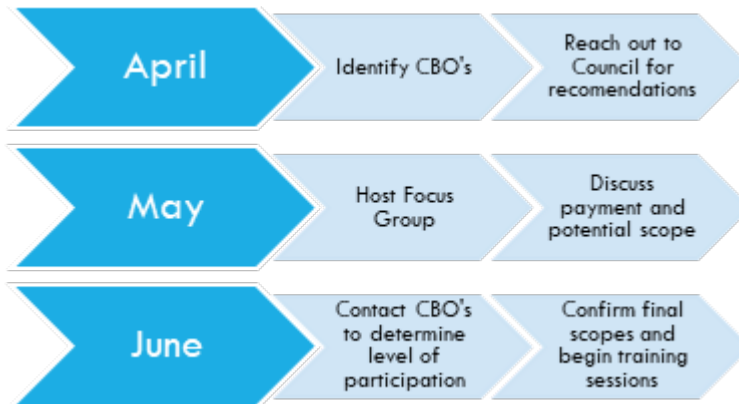 April
Identify CBO's
Reach out to
Council for
recomendations
May
Host Focus
Group
Discuss
payment and
potential scope
June
Contact CBO's
to determine
level of
participation
Confirm final
scopes and
begin training
sessions